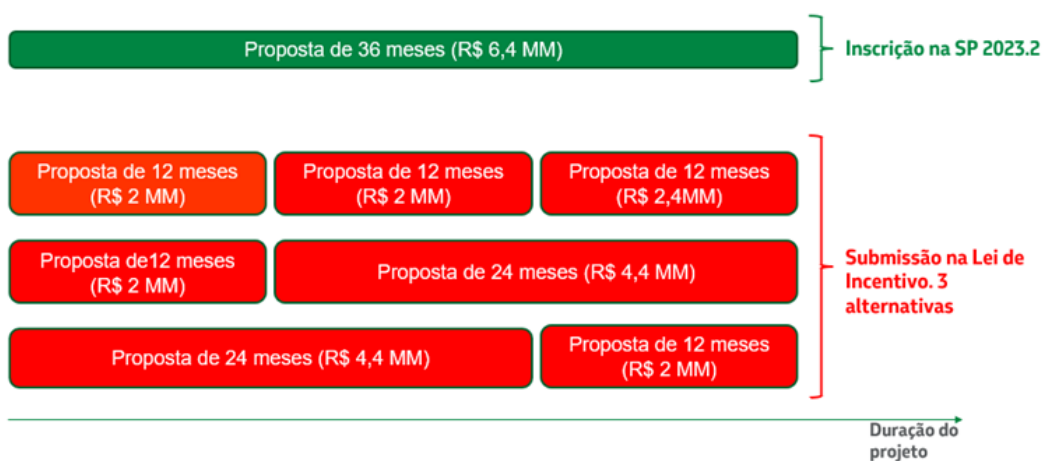 Proposta de 36 meses (R$ 6,4 MM)
Inscrição na SP 2023.2
Proposta de 12 meses
(R$ 2 MM)
Proposta de 12 meses
(R$ 2 MM)
Proposta de 12 meses
(R$ 2,4MM)
Proposta de12 meses
(R$ 2 MM)
Proposta de 24 meses (R$ 4,4 MM)
Proposta de 24 meses (R$ 4,4 MM)
Proposta de 12 meses
(R$ 2 MM)
Submissão na Lei de
Incentivo. 3
alternativas
Duração do
projeto